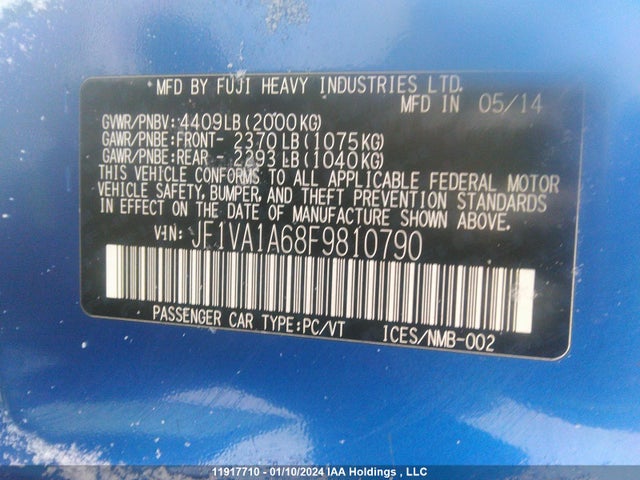 MFD BY FUJI HEAVY INDUSTRIES LTD.
MFD IN 05/14
GVWR/PNBV: 4409LB(2000KG)
GAWR/PNBE:FRONT- 2370LB(1075KG)
GAWR/PNBE:REAR - 2293LB(1040KG)
THIS VEHICLE CONFORMS TO ALL APPLICABLE FEDERAL MOTOR
VEHICLE SAFETY, BUMPER, AND THEFT PREVENTION STANDARDS
IN EFFECT ON THE DATE OF MANUFACTURE SHOWN ABOVE.
VIN: JF1VA1A68F9810790
PASSENGER CAR TYPE:PC/VT ICES/NMB-002
11917710 - 01/10/2024 IAA Holdings , LLC